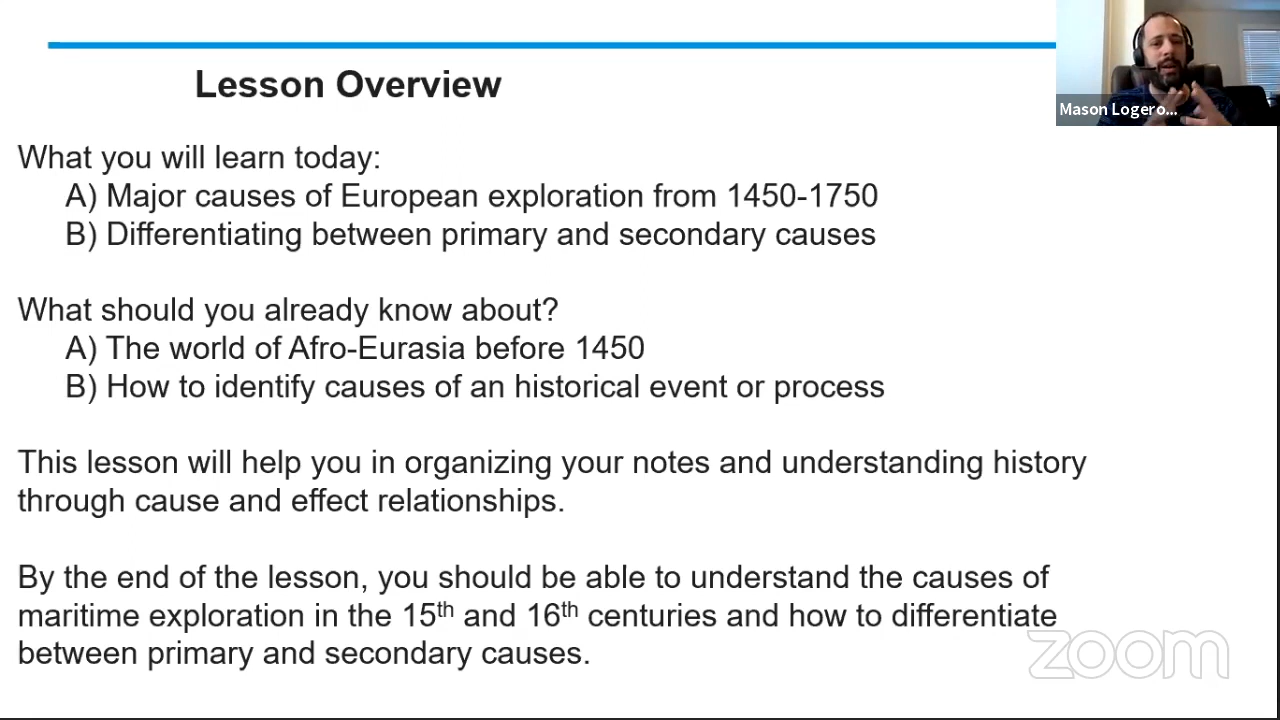 Lesson Overview
Mason Logero...
What you will learn today:
A) Major causes of European exploration from 1450-1750
B) Differentiating between primary and secondary causes
What should you already know about?
A) The world of Afro-Eurasia before 1450
B) How to identify causes of an historical event or process
This lesson will help you in organizing your notes and understanding history
through cause and effect relationships.
By the end of the lesson, you should be able to understand the causes of
maritime exploration in the 15th and 16th centuries and how to differentiate
between primary and secondary causes.
zoom